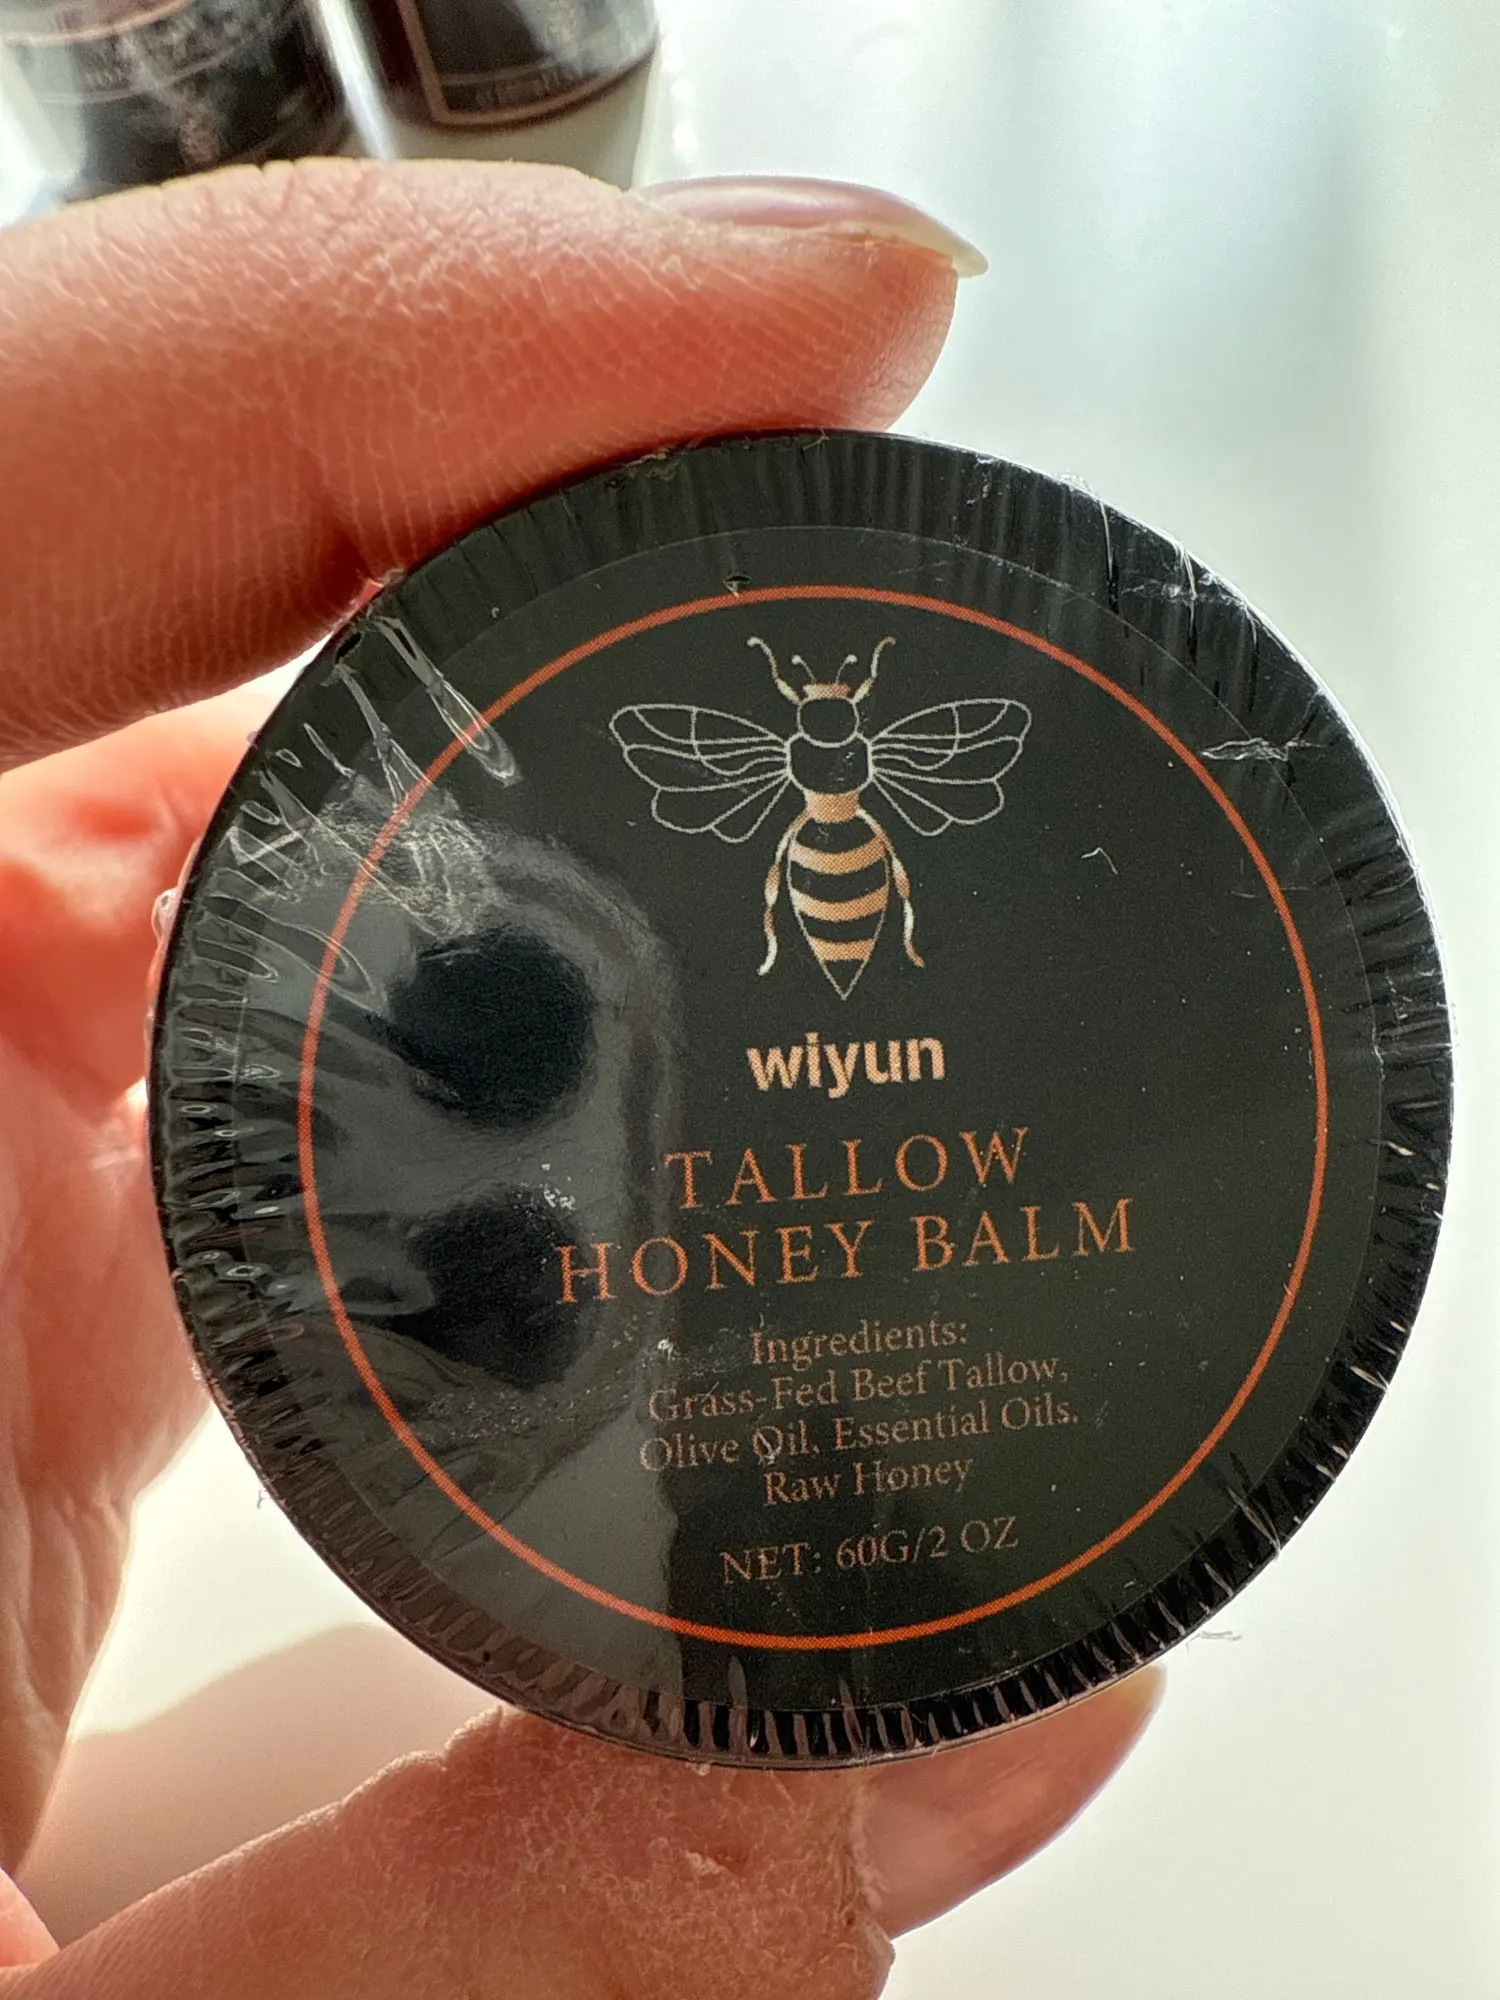 wiyun
TALLOW
HONEY BALM
Ingredients:
Grass-Fed Beef Tallow,
Olive Oil, Essential Oils.
Raw Honey
NET: 60G/2 OZ